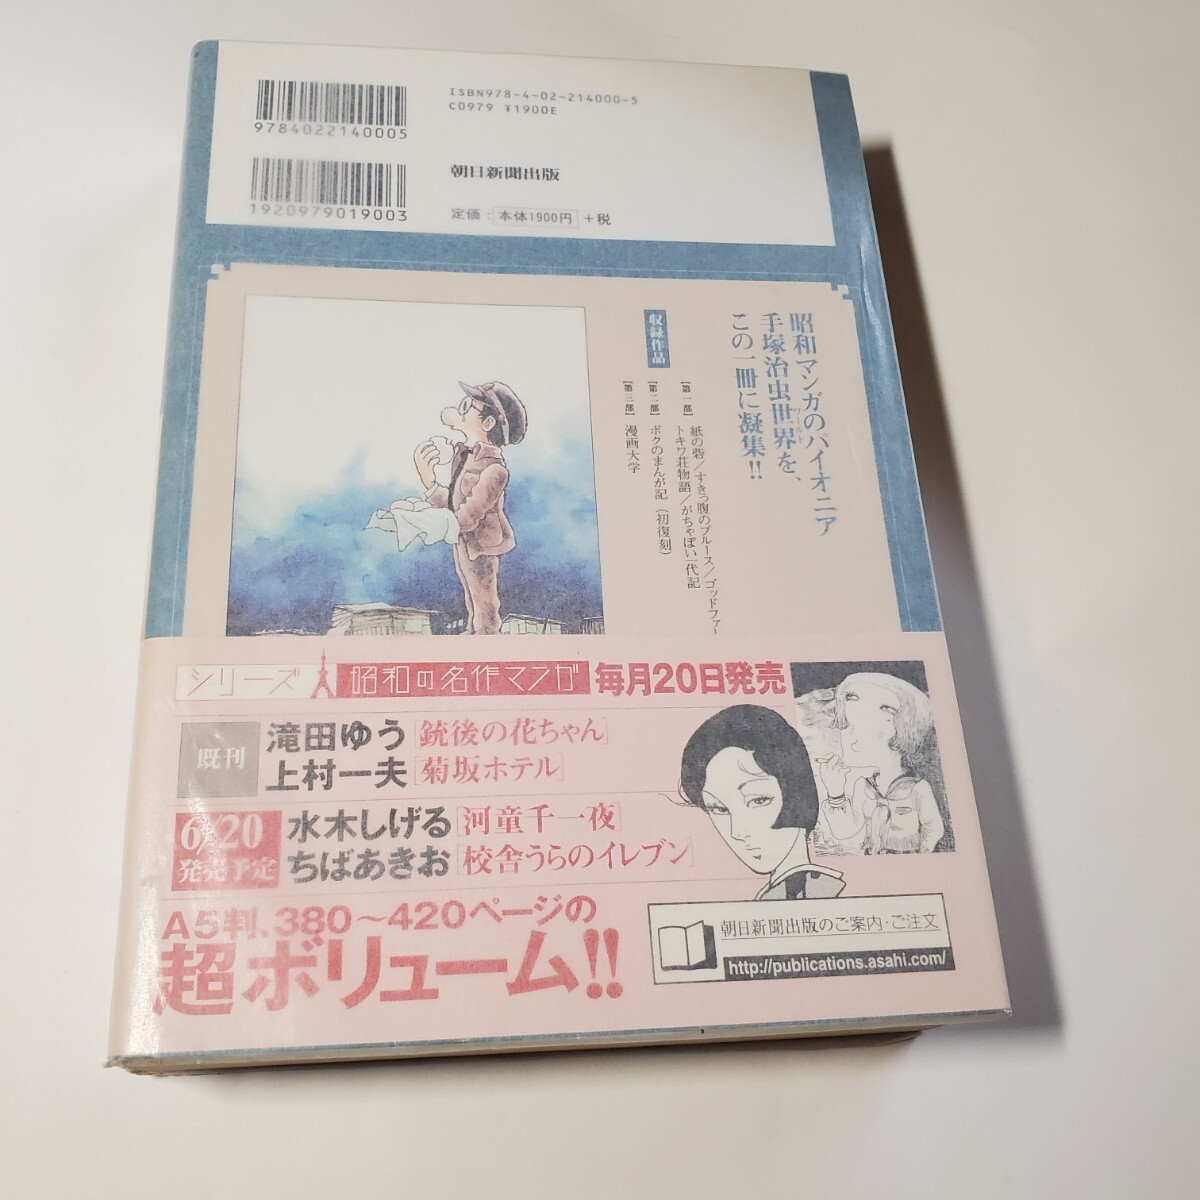 ISBN978-4-02-214000-5
C0979 ¥1900E
9784022140005
朝日新聞出版
1920979019003
定価：本体1900円＋税
昭和マンガのパイオニア
手塚治虫世界を、
ワールド
この一冊に凝集!!
収録作品
【第一部】紙の砦／すきっ腹のブルース／ゴッドファー
トキワ荘物語／がちゃぼい一代記
【第二部】ボクのまんが記（初復刻）
【第三部】漫画大学
シリーズ 昭和の名作マンガ 毎月20日発売
既刊
滝田ゆう［銃後の花ちゃん］
上村一夫［菊坂ホテル］
6/20
発売予定
水木しげる［河童千一夜］
ちばあきお［校舎うらのイレブン］
A5判、380〜420ページの
超ボリューム!!
朝日新聞出版のご案内・ご注文
http://publications.asahi.com/